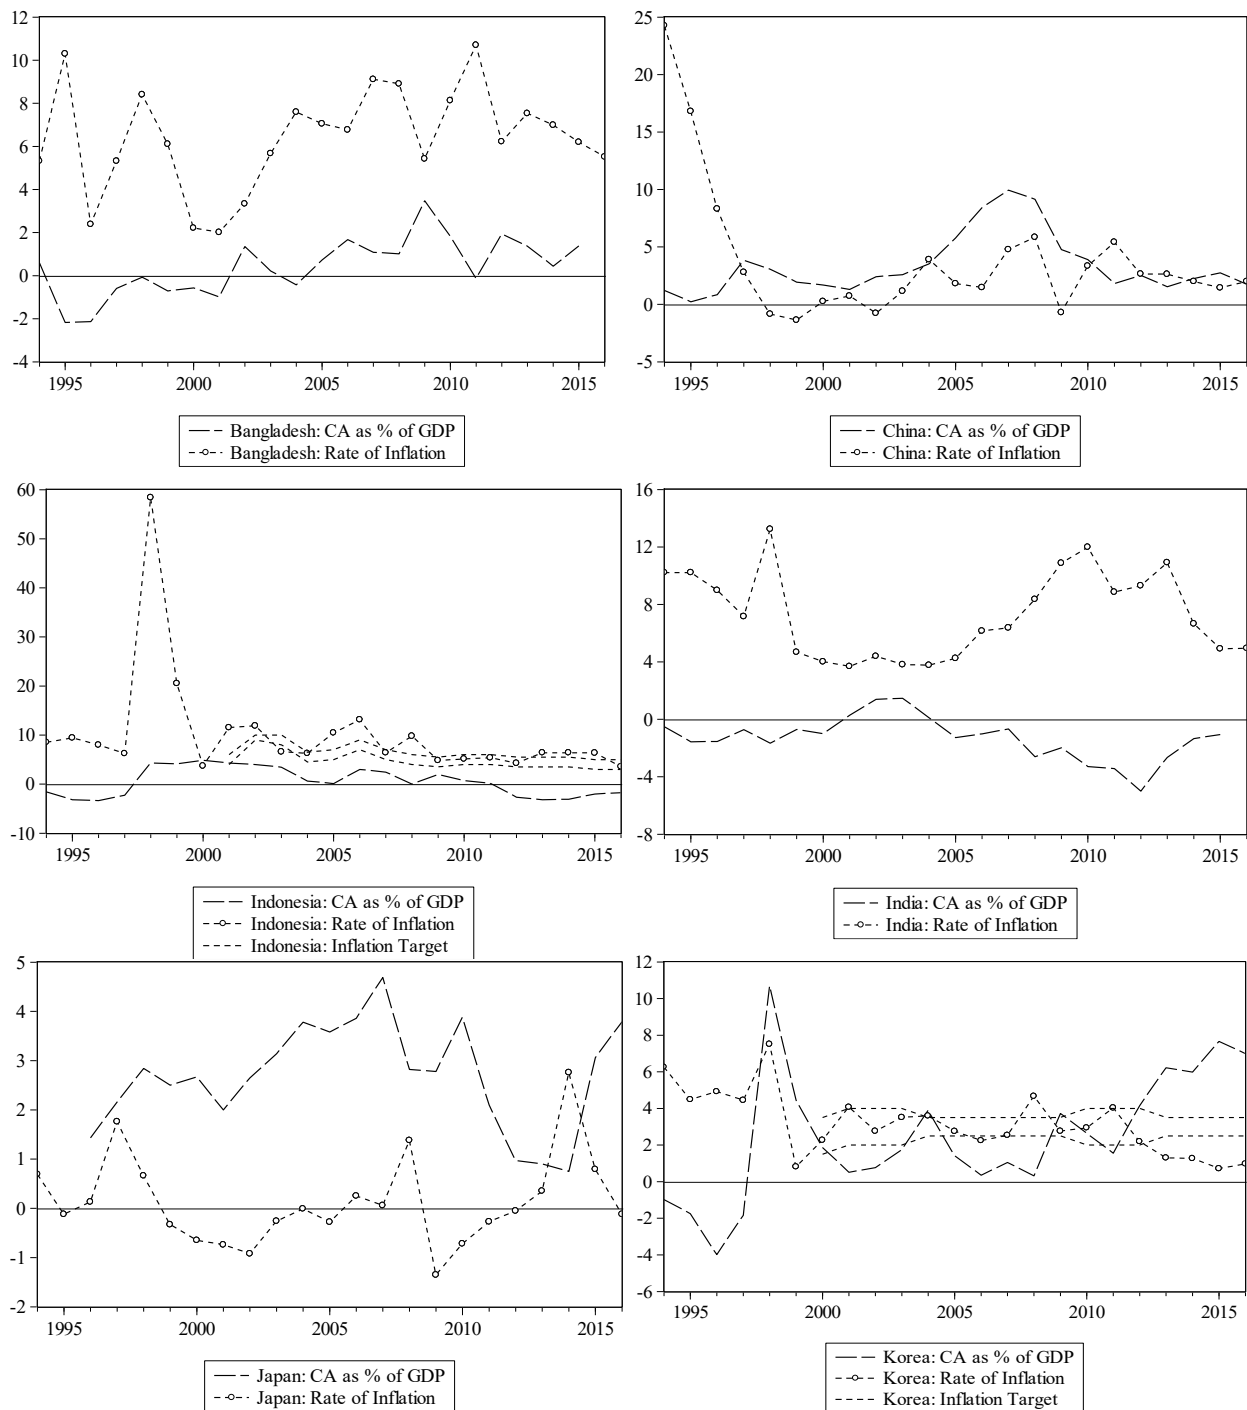 12
10
8
6
4
2
0
-2
-4
1995 2000 2005 2010 2015
Bangladesh: CA as % of GDP
Bangladesh: Rate of Inflation
25
20
15
10
5
0
-5
1995 2000 2005 2010 2015
China: CA as % of GDP
China: Rate of Inflation
60
50
40
30
20
10
0
-10
1995 2000 2005 2010 2015
Indonesia: CA as % of GDP
Indonesia: Rate of Inflation
Indonesia: Inflation Target
16
12
8
4
0
-4
-8
1995 2000 2005 2010 2015
India: CA as % of GDP
India: Rate of Inflation
5
4
3
2
1
0
-1
-2
1995 2000 2005 2010 2015
Japan: CA as % of GDP
Japan: Rate of Inflation
12
10
8
6
4
2
0
-2
-4
-6
1995 2000 2005 2010 2015
Korea: CA as % of GDP
Korea: Rate of Inflation
Korea: Inflation Target